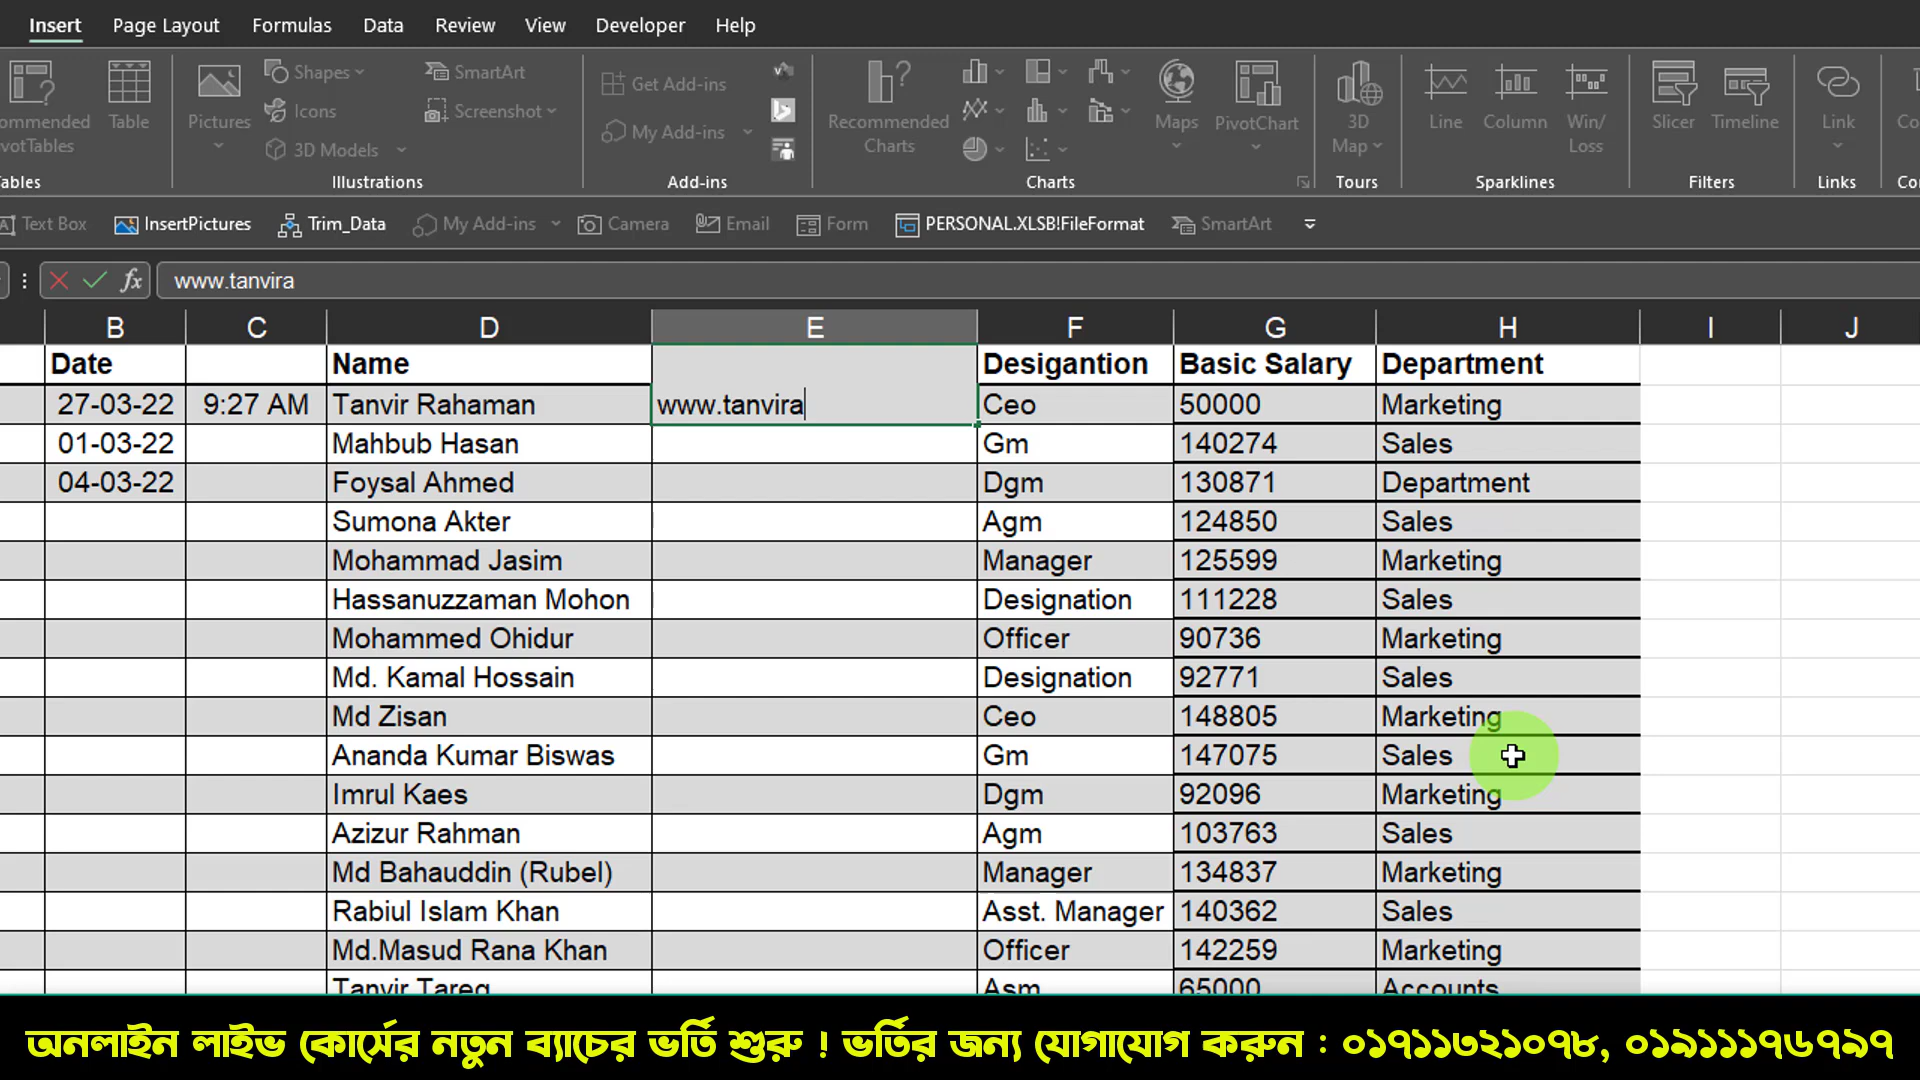 Insert Page Layout Formulas Data Review View Developer Help
ommended Table Pictures Shapes SmartArt Get Add-ins Recommended Maps PivotChart 3D Line Column Win/ Slicer Timeline Link
votTables Icons Screenshot My Add-ins Charts Map Loss
3D Models
ables Illustrations Add-ins Charts Tours Sparklines Filters Links
Text Box InsertPictures Trim_Data My Add-ins Camera Email Form PERSONAL.XLSB!FileFormat SmartArt
fx www.tanvira
B C D E F G H I J
Date Name Desigantion Basic Salary Department
27-03-22 9:27 AM Tanvir Rahaman www.tanvira Ceo 50000 Marketing
01-03-22 Mahbub Hasan Gm 140274 Sales
04-03-22 Foysal Ahmed Dgm 130871 Department
Sumona Akter Agm 124850 Sales
Mohammad Jasim Manager 125599 Marketing
Hassanuzzaman Mohon Designation 111228 Sales
Mohammed Ohidur Officer 90736 Marketing
Md. Kamal Hossain Designation 92771 Sales
Md Zisan Ceo 148805 Marketing
Ananda Kumar Biswas Gm 147075 Sales
Imrul Kaes Dgm 92096 Marketing
Azizur Rahman Agm 103763 Sales
Md Bahauddin (Rubel) Manager 134837 Marketing
Rabiul Islam Khan Asst. Manager 140362 Sales
Md.Masud Rana Khan Officer 142259 Marketing
Tanvir Tareq Asm 65000 Accounts
অনলাইন লাইভ কোর্সের নতুন ব্যাচের ভর্তি শুরু ! ভর্তির জন্য যোগাযোগ করুন : ০১৭১১৩২১০৭৮, ০১৯১১১৭৬৭৯৭